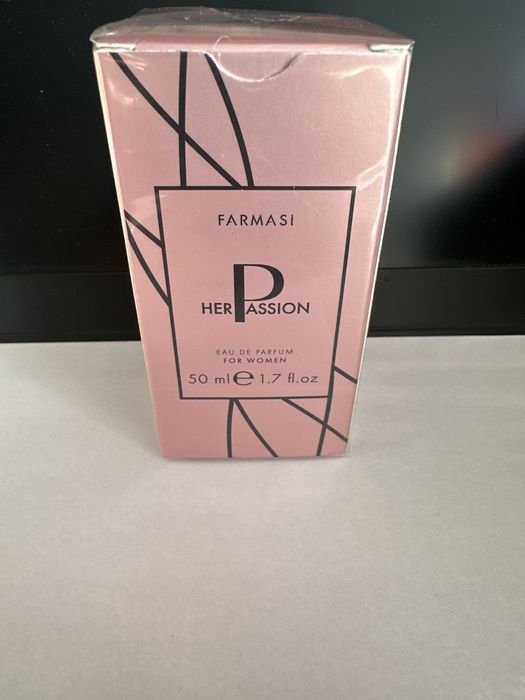 FARMASİ
HER PASSION
EAU DE PARFUM
FOR WOMEN
50 ml ℮ 1.7 fl.oz